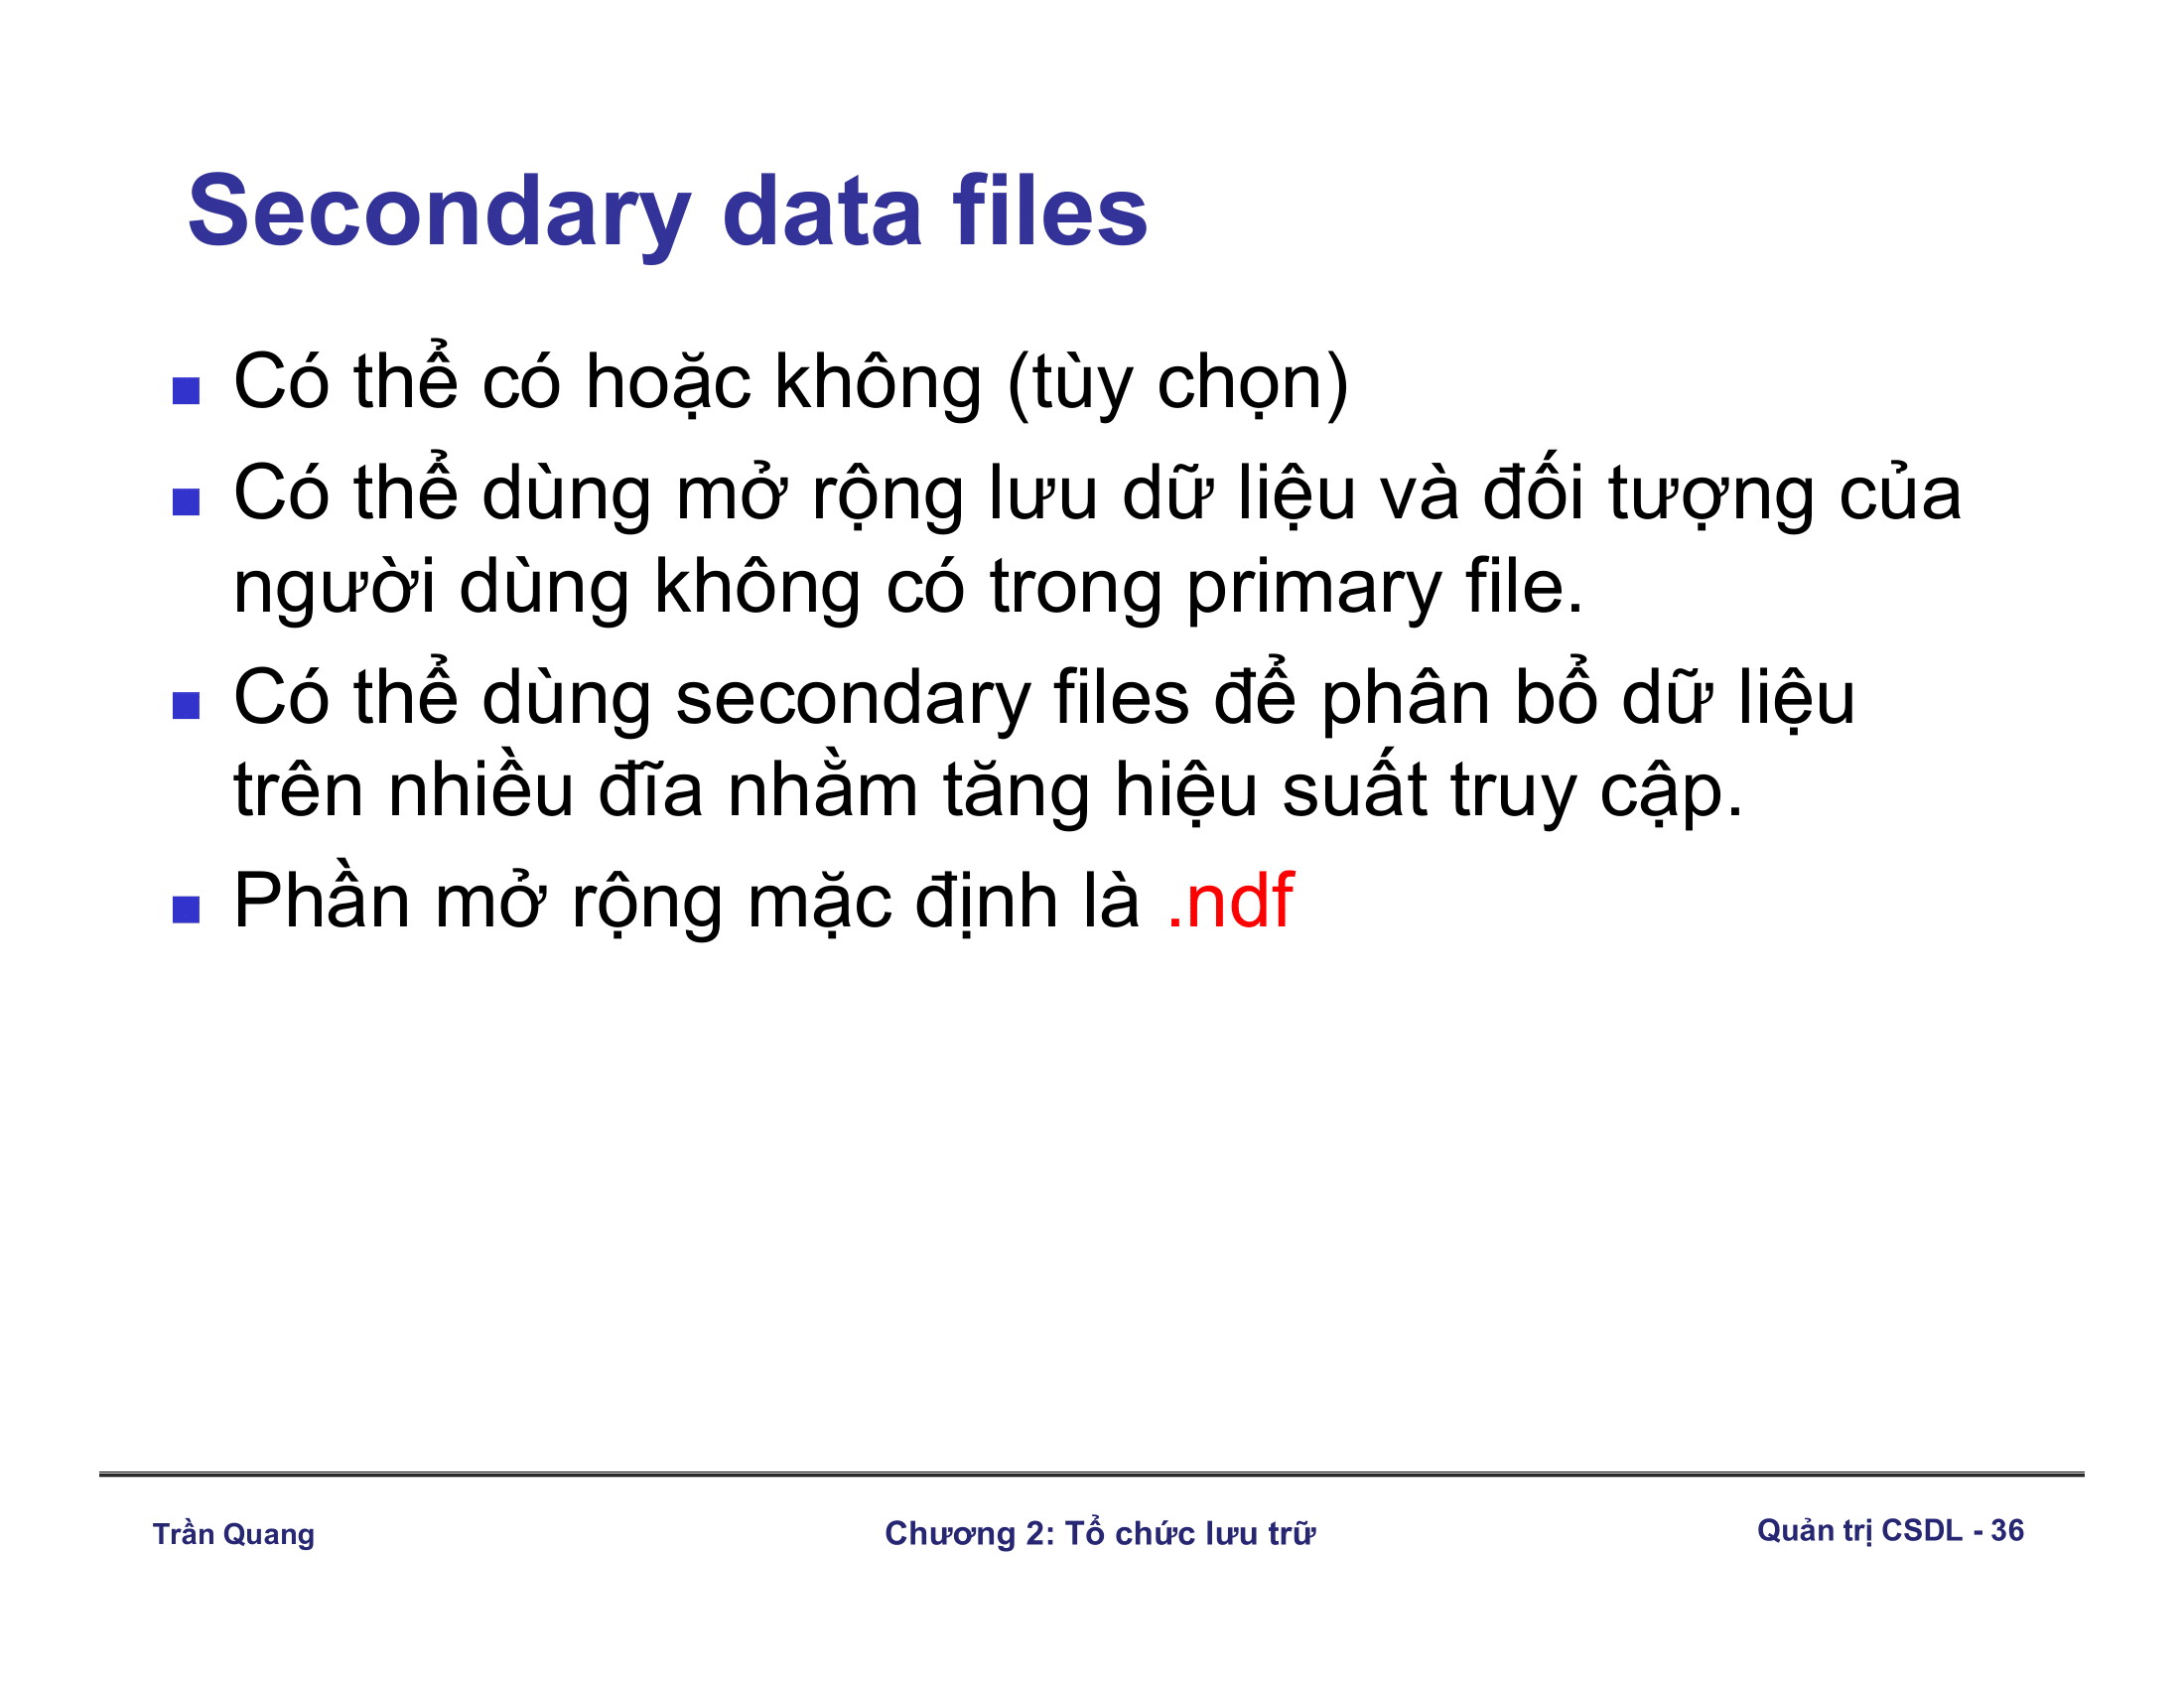 Secondary data files
Có thể có hoặc không (tùy chọn)
Có thể dùng mở rộng lưu dữ liệu và đối tượng của
người dùng không có trong primary file.
Có thể dùng secondary files để phân bổ dữ liệu
trên nhiều đĩa nhằm tăng hiệu suất truy cập.
Phần mở rộng mặc định là .ndf
Trần Quang
Chương 2: Tổ chức lưu trữ
Quản trị CSDL - 36